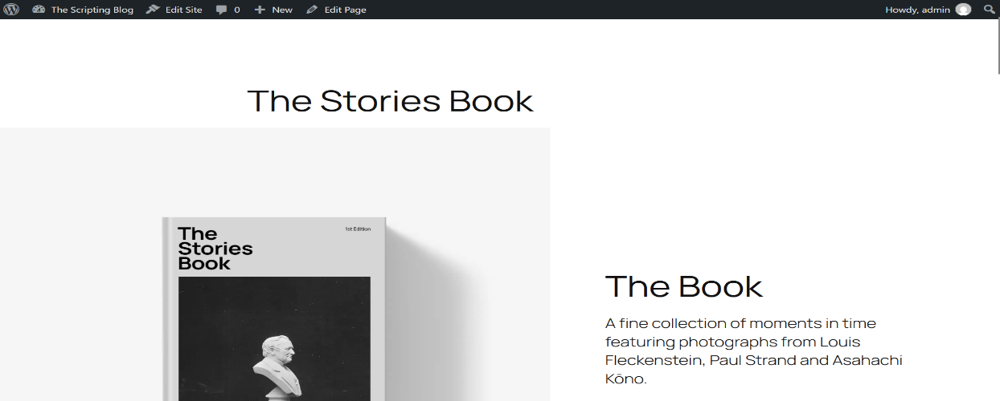 The Scripting Blog Edit Site 0 New Edit Page Howdy, admin
The Stories Book
The
Stories
Book
1st Edition
The Book
A fine collection of moments in time
featuring photographs from Louis
Fleckenstein, Paul Strand and Asahachi
Kōno.